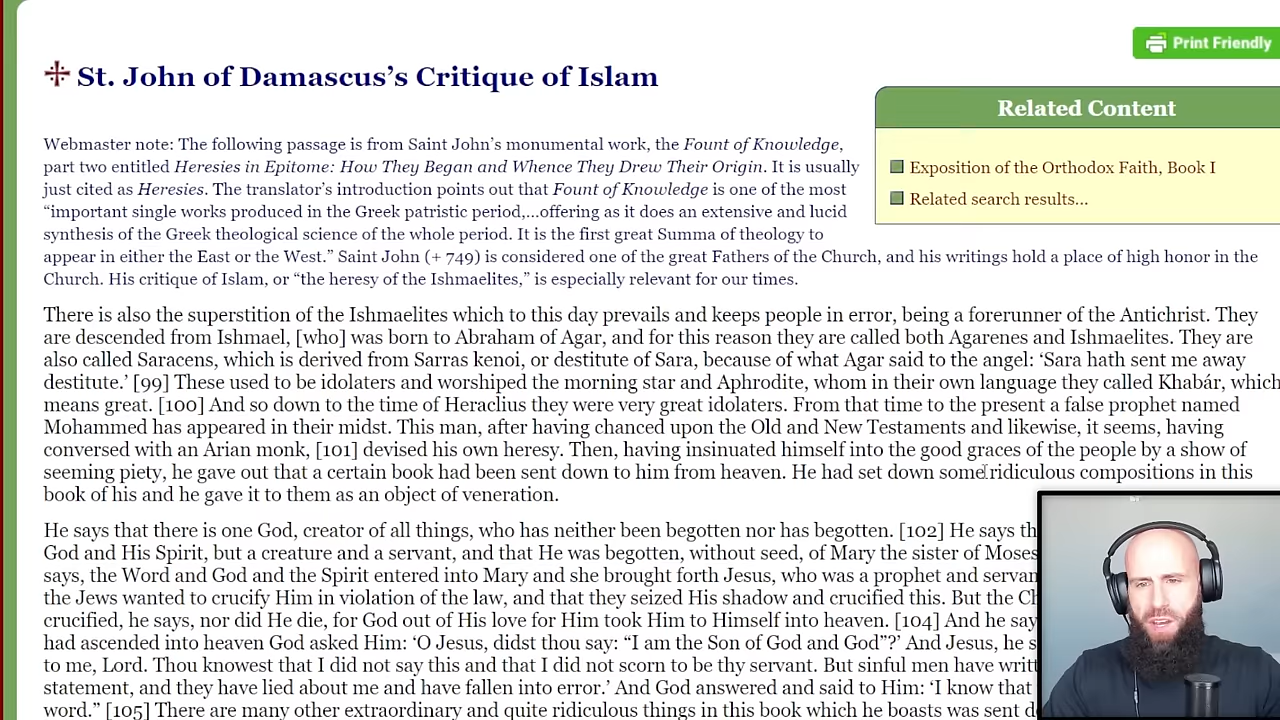 Print Friendly
St. John of Damascus’s Critique of Islam
Related Content
Exposition of the Orthodox Faith, Book I
Related search results...
Webmaster note: The following passage is from Saint John’s monumental work, the Fount of Knowledge,
part two entitled Heresies in Epitome: How They Began and Whence They Drew Their Origin. It is usually
just cited as Heresies. The translator’s introduction points out that Fount of Knowledge is one of the most
“important single works produced in the Greek patristic period,...offering as it does an extensive and lucid
synthesis of the Greek theological science of the whole period. It is the first great Summa of theology to
appear in either the East or the West.” Saint John (+ 749) is considered one of the great Fathers of the Church, and his writings hold a place of high honor in the
Church. His critique of Islam, or “the heresy of the Ishmaelites,” is especially relevant for our times.
There is also the superstition of the Ishmaelites which to this day prevails and keeps people in error, being a forerunner of the Antichrist. They
are descended from Ishmael, [who] was born to Abraham of Agar, and for this reason they are called both Agarenes and Ishmaelites. They are
also called Saracens, which is derived from Sarras kenoi, or destitute of Sara, because of what Agar said to the angel: ‘Sara hath sent me away
destitute.’ [99] These used to be idolaters and worshiped the morning star and Aphrodite, whom in their own language they called Khabár, which
means great. [100] And so down to the time of Heraclius they were very great idolaters. From that time to the present a false prophet named
Mohammed has appeared in their midst. This man, after having chanced upon the Old and New Testaments and likewise, it seems, having
conversed with an Arian monk, [101] devised his own heresy. Then, having insinuated himself into the good graces of the people by a show of
seeming piety, he gave out that a certain book had been sent down to him from heaven. He had set down some ridiculous compositions in this
book of his and he gave it to them as an object of veneration.
He says that there is one God, creator of all things, who has neither been begotten nor has begotten. [102] He says th
God and His Spirit, but a creature and a servant, and that He was begotten, without seed, of Mary the sister of Moses
says, the Word and God and the Spirit entered into Mary and she brought forth Jesus, who was a prophet and servan
the Jews wanted to crucify Him in violation of the law, and that they seized His shadow and crucified this. But the Ch
crucified, he says, nor did He die, for God out of His love for Him took Him to Himself into heaven. [104] And he say
had ascended into heaven God asked Him: ‘O Jesus, didst thou say: “I am the Son of God and God”?’ And Jesus, he s
to me, Lord. Thou knowest that I did not say this and that I did not scorn to be thy servant. But sinful men have writt
statement, and they have lied about me and have fallen into error.’ And God answered and said to Him: ‘I know that
word.” [105] There are many other extraordinary and quite ridiculous things in this book which he boasts was sent d